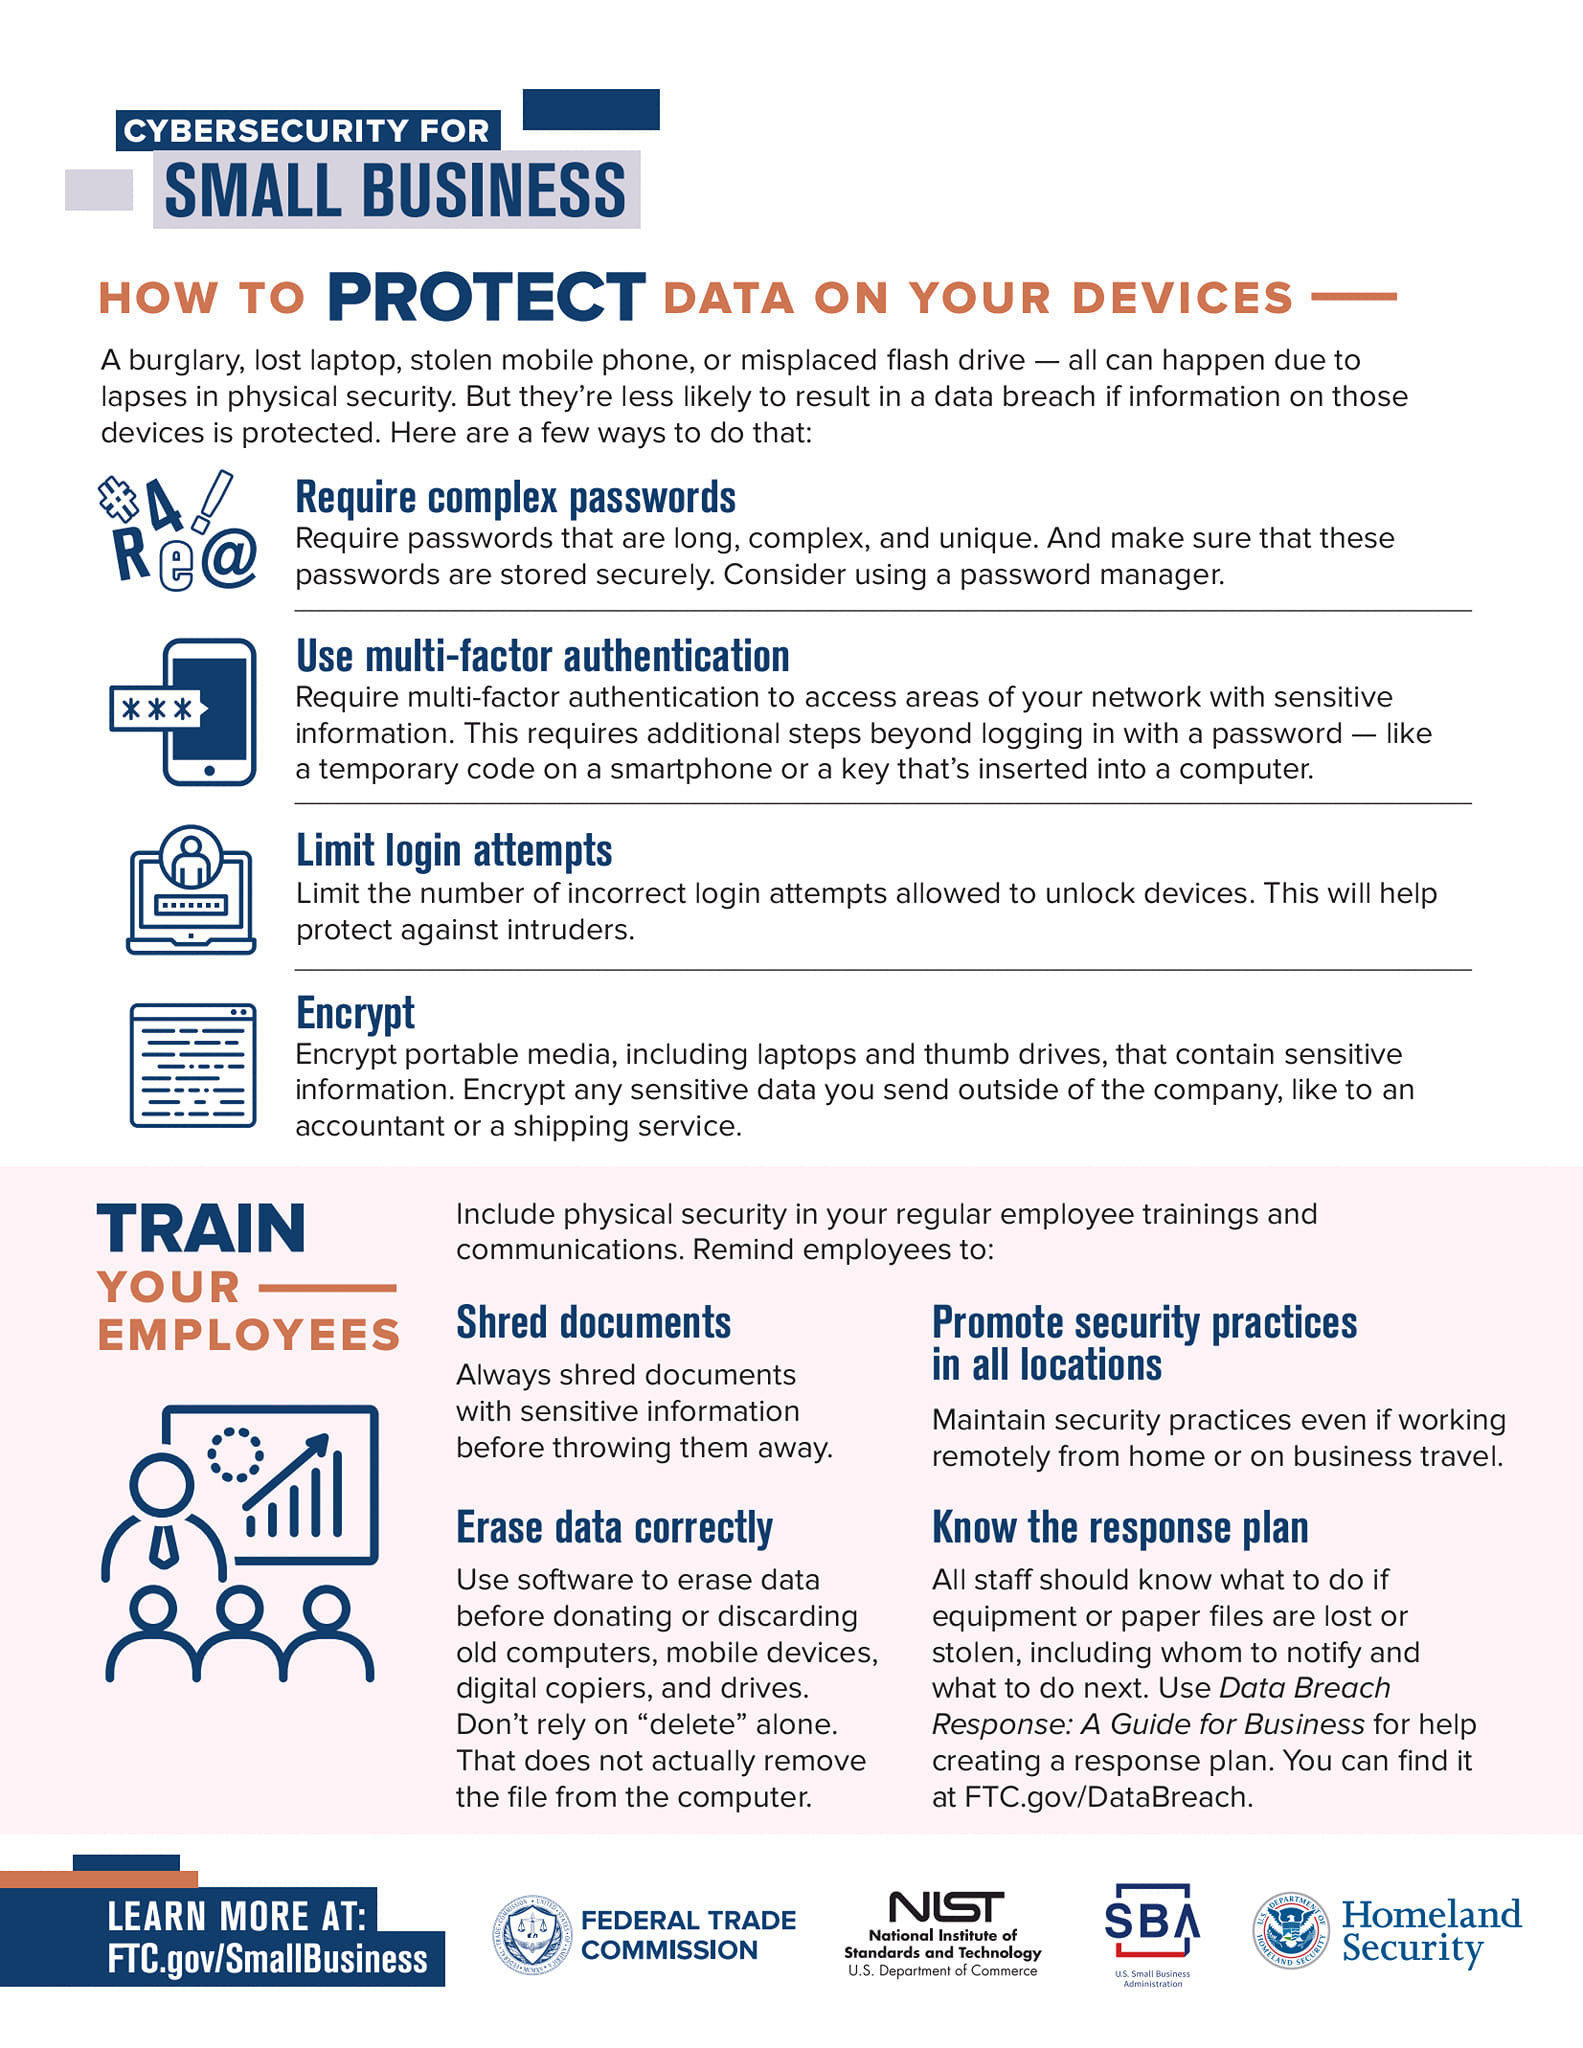 CYBERSECURITY FOR
SMALL BUSINESS
HOW TO PROTECT DATA ON YOUR DEVICES
A burglary, lost laptop, stolen mobile phone, or misplaced flash drive — all can happen due to
lapses in physical security. But they’re less likely to result in a data breach if information on those
devices is protected. Here are a few ways to do that:
#4!
Re@
Require complex passwords
Require passwords that are long, complex, and unique. And make sure that these
passwords are stored securely. Consider using a password manager.
Use multi-factor authentication
Require multi-factor authentication to access areas of your network with sensitive
information. This requires additional steps beyond logging in with a password — like
a temporary code on a smartphone or a key that’s inserted into a computer.
***
Limit login attempts
Limit the number of incorrect login attempts allowed to unlock devices. This will help
protect against intruders.
Encrypt
Encrypt portable media, including laptops and thumb drives, that contain sensitive
information. Encrypt any sensitive data you send outside of the company, like to an
accountant or a shipping service.
TRAIN
YOUR
EMPLOYEES
Include physical security in your regular employee trainings and
communications. Remind employees to:
Shred documents
Always shred documents
with sensitive information
before throwing them away.
Promote security practices
in all locations
Maintain security practices even if working
remotely from home or on business travel.
Erase data correctly
Use software to erase data
before donating or discarding
old computers, mobile devices,
digital copiers, and drives.
Don’t rely on “delete” alone.
That does not actually remove
the file from the computer.
Know the response plan
All staff should know what to do if
equipment or paper files are lost or
stolen, including whom to notify and
what to do next. Use Data Breach
Response: A Guide for Business for help
creating a response plan. You can find it
at FTC.gov/DataBreach.
LEARN MORE AT:
FTC.gov/SmallBusiness
FEDERAL TRADE
COMMISSION
NIST
National Institute of
Standards and Technology
U.S. Department of Commerce
SBA
U.S. Small Business
Administration
U.S. DEPARTMENT OF
HOMELAND SECURITY
Homeland
Security